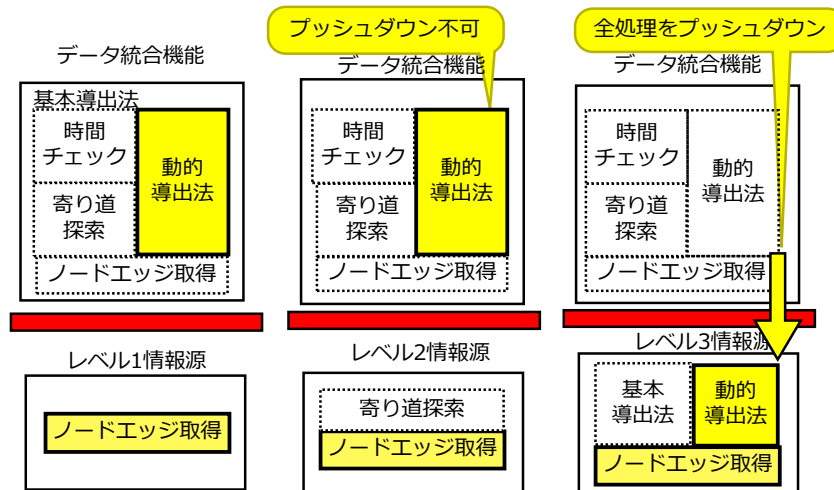 データ統合機能
基本導出法
時間
チェック
動的
導出法
寄り道
探索
ノードエッジ取得
レベル1情報源
ノードエッジ取得
プッシュダウン不可
データ統合機能
時間
チェック
動的
導出法
寄り道
探索
ノードエッジ取得
レベル2情報源
寄り道探索
ノードエッジ取得
全処理をプッシュダウン
データ統合機能
時間
チェック
動的
導出法
寄り道
探索
ノードエッジ取得
レベル3情報源
基本
導出法
動的
導出法
ノードエッジ取得